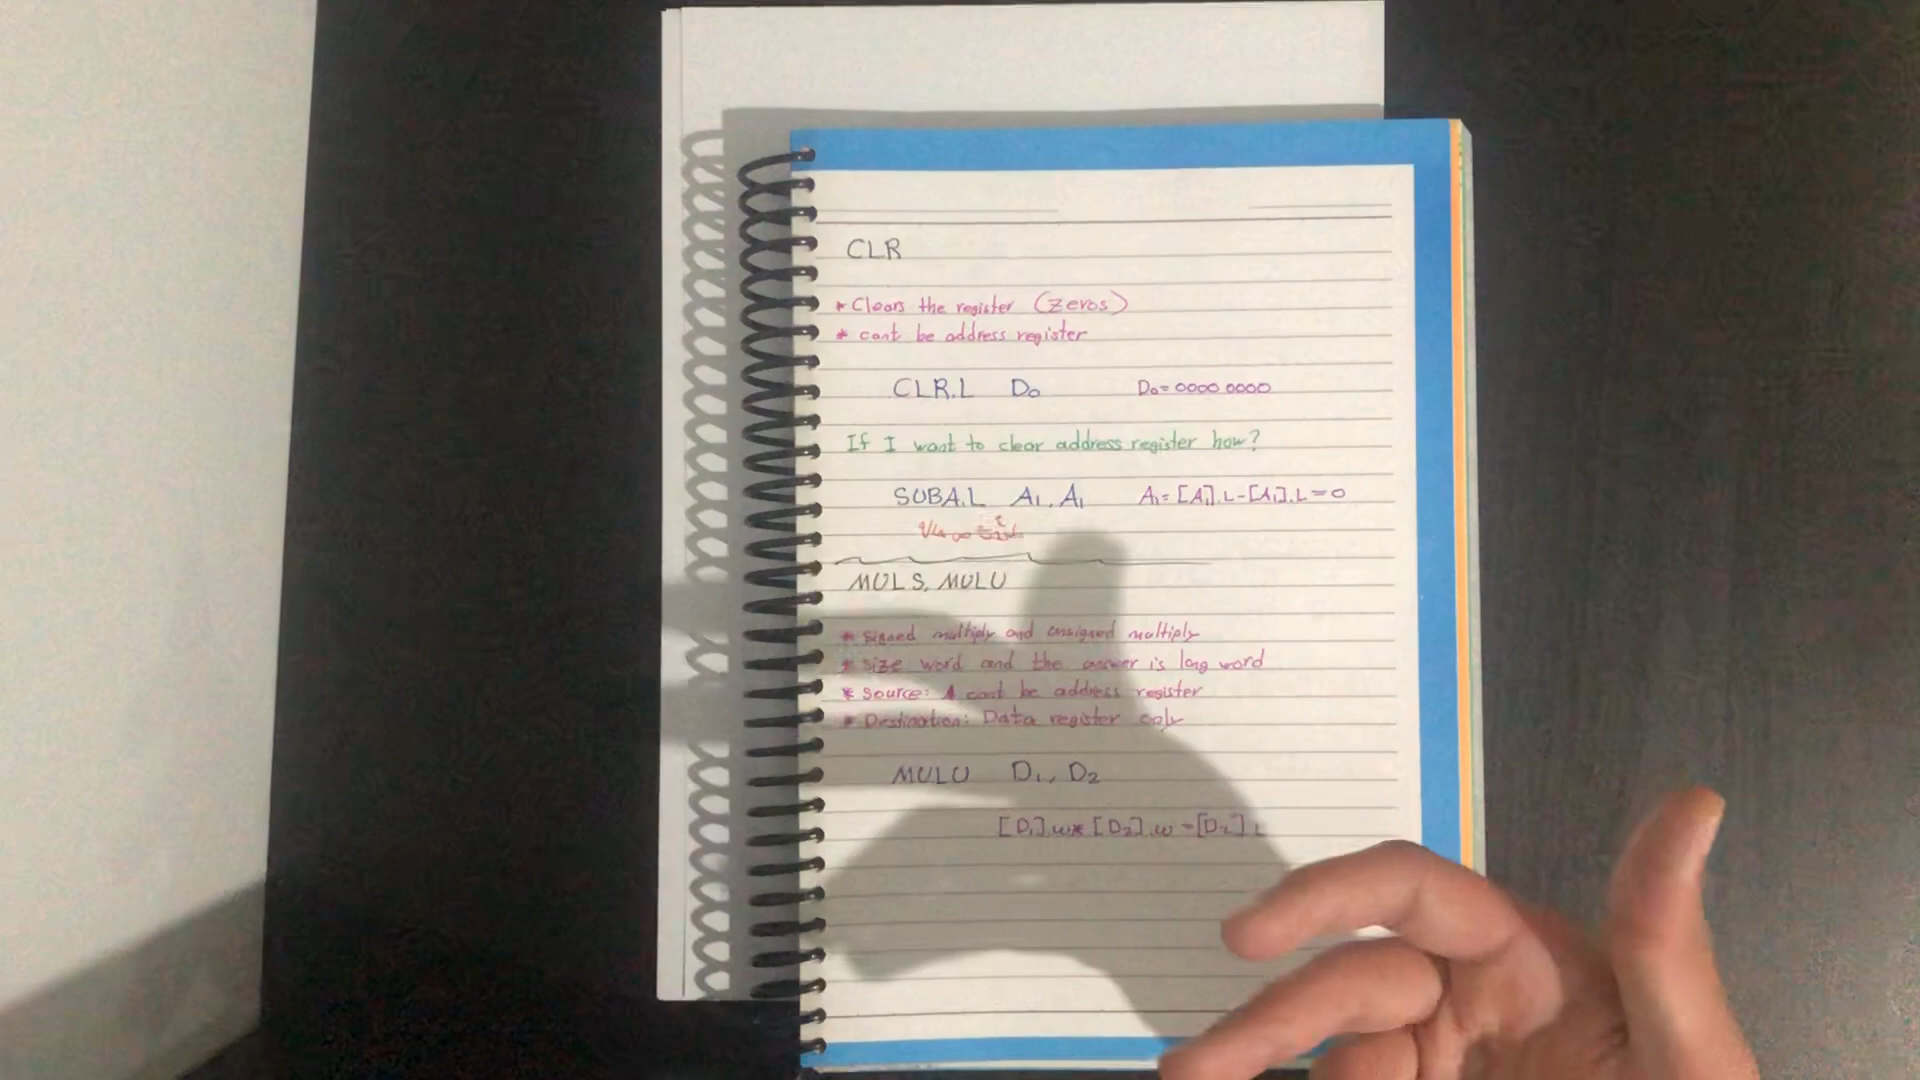 CLR
* Clears the register (zeros)
* cant be address register
CLR.L D0 D0=0000 0000
If I want to clear address register how?
SUBA.L A1, A1 A1=[A1].L-[A1].L=0
MULS, MULU
* signed multiply and unsigned multiply
* size word and the answer is long word
* Source: cant be address register
* Destination: Data register only
MULU D1, D2
[D1].w*[D2].w=[D2].L